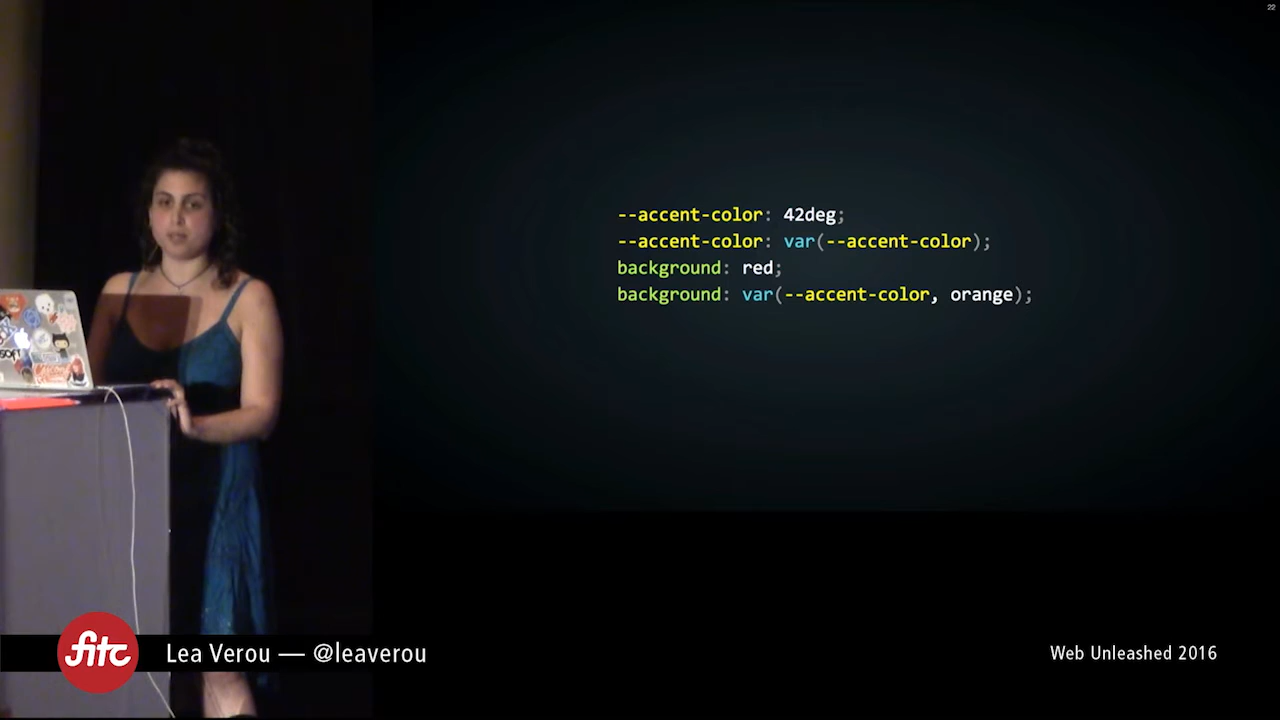 22
--accent-color: 42deg;
--accent-color: var(--accent-color);
background: red;
background: var(--accent-color, orange);
fitc
Lea Verou — @leaverou
Web Unleashed 2016